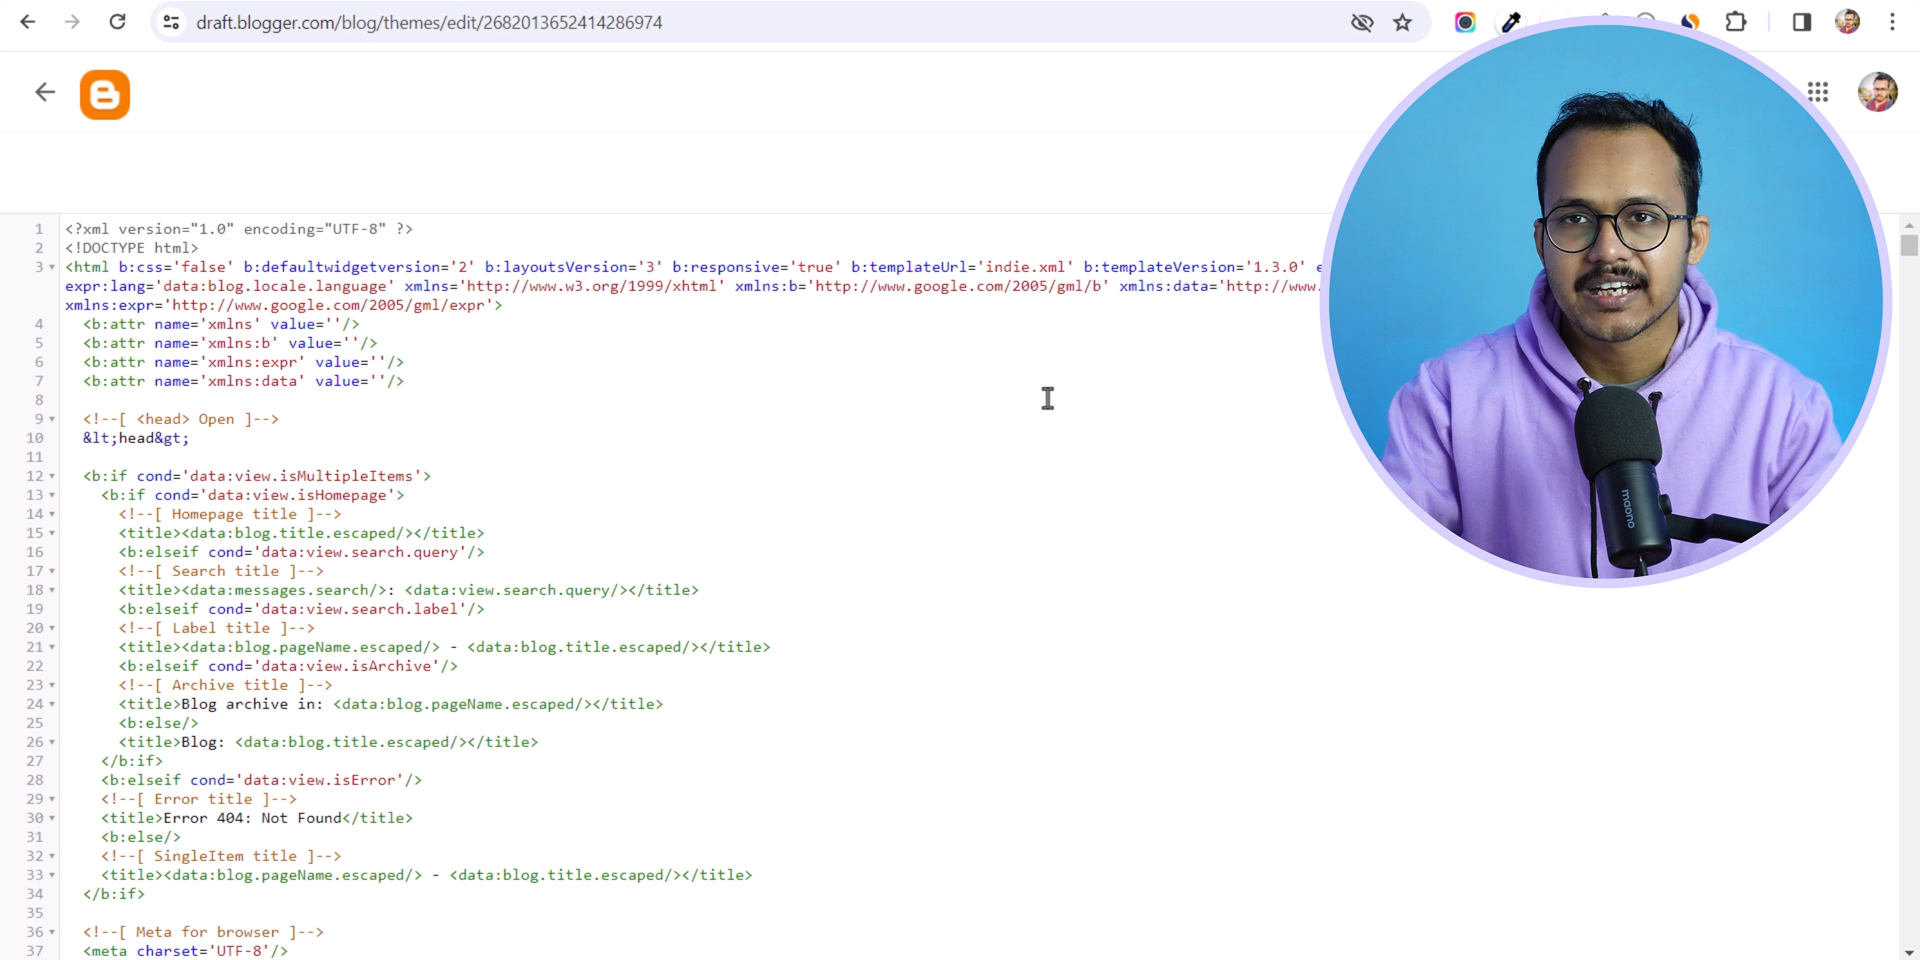 draft.blogger.com/blog/themes/edit/2682013652414286974
1 <?xml version="1.0" encoding="UTF-8" ?>
2 <!DOCTYPE html>
3 <html b:css='false' b:defaultwidgetversion='2' b:layoutsVersion='3' b:responsive='true' b:templateUrl='indie.xml' b:templateVersion='1.3.0'
expr:lang='data:blog.locale.language' xmlns='http://www.w3.org/1999/xhtml' xmlns:b='http://www.google.com/2005/gml/b' xmlns:data='http://www.
xmlns:expr='http://www.google.com/2005/gml/expr'>
4 <b:attr name='xmlns' value=''/>
5 <b:attr name='xmlns:b' value=''/>
6 <b:attr name='xmlns:expr' value=''/>
7 <b:attr name='xmlns:data' value=''/>
8
9 <!--[ <head> Open ]-->
10 &lt;head&gt;
11
12 <b:if cond='data:view.isMultipleItems'>
13 <b:if cond='data:view.isHomepage'>
14 <!--[ Homepage title ]-->
15 <title><data:blog.title.escaped/></title>
16 <b:elseif cond='data:view.search.query'/>
17 <!--[ Search title ]-->
18 <title><data:messages.search/>: <data:view.search.query/></title>
19 <b:elseif cond='data:view.search.label'/>
20 <!--[ Label title ]-->
21 <title><data:blog.pageName.escaped/> - <data:blog.title.escaped/></title>
22 <b:elseif cond='data:view.isArchive'/>
23 <!--[ Archive title ]-->
24 <title>Blog archive in: <data:blog.pageName.escaped/></title>
25 <b:else/>
26 <title>Blog: <data:blog.title.escaped/></title>
27 </b:if>
28 <b:elseif cond='data:view.isError'/>
29 <!--[ Error title ]-->
30 <title>Error 404: Not Found</title>
31 <b:else/>
32 <!--[ SingleItem title ]-->
33 <title><data:blog.pageName.escaped/> - <data:blog.title.escaped/></title>
34 </b:if>
35
36 <!--[ Meta for browser ]-->
37 <meta charset='UTF-8'/>
maono